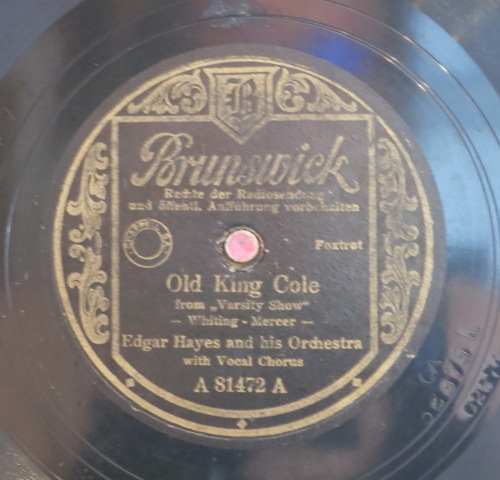 B
Brunswick
Rechte der Radiosendung
und öffentl. Aufführung vorbehalten
Foxtrot
Old King Cole
from „Varsity Show“
— Whiting - Mercer —
Edgar Hayes and his Orchestra
with Vocal Chorus
A 81472 A